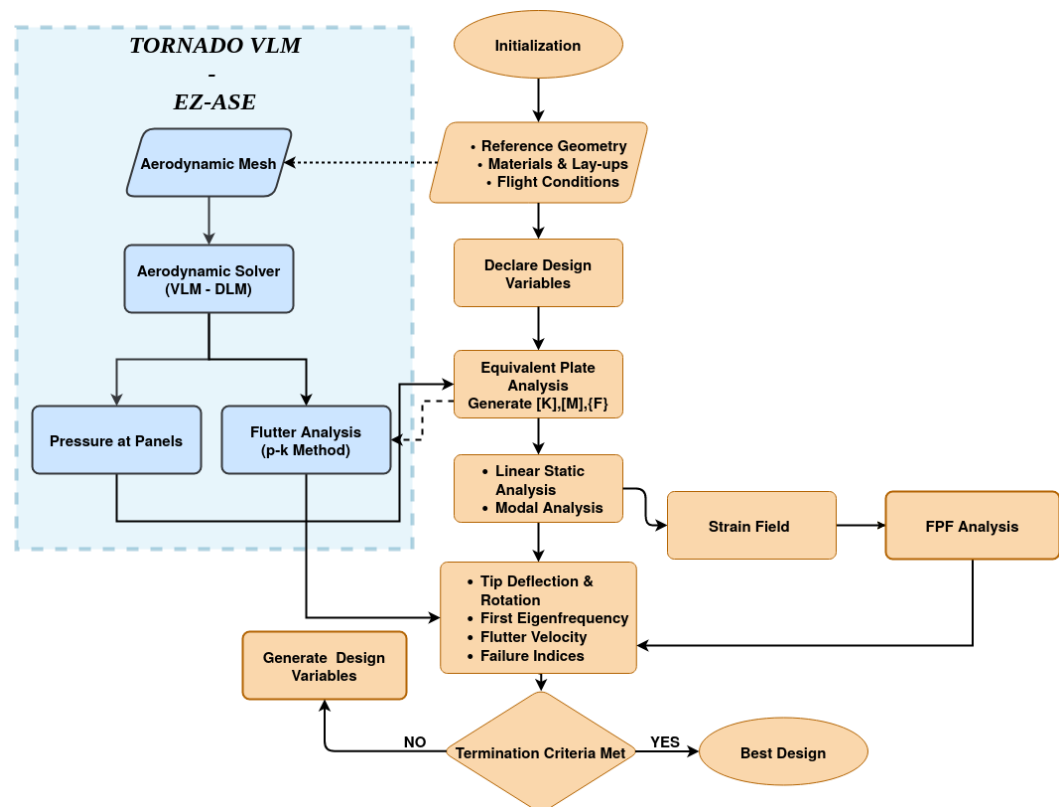 TORNADO VLM
-
EZ-ASE
Initialization
Aerodynamic Mesh
• Reference Geometry
• Materials & Lay-ups
• Flight Conditions
Declare Design
Variables
Aerodynamic Solver
(VLM - DLM)
Equivalent Plate
Analysis
Generate [K],[M],{F}
Pressure at Panels
Flutter Analysis
(p-k Method)
• Linear Static
Analysis
• Modal Analysis
Strain Field
FPF Analysis
• Tip Deflection &
Rotation
• First Eigenfrequency
• Flutter Velocity
• Failure Indices
Generate Design
Variables
NO
Termination Criteria Met
YES
Best Design